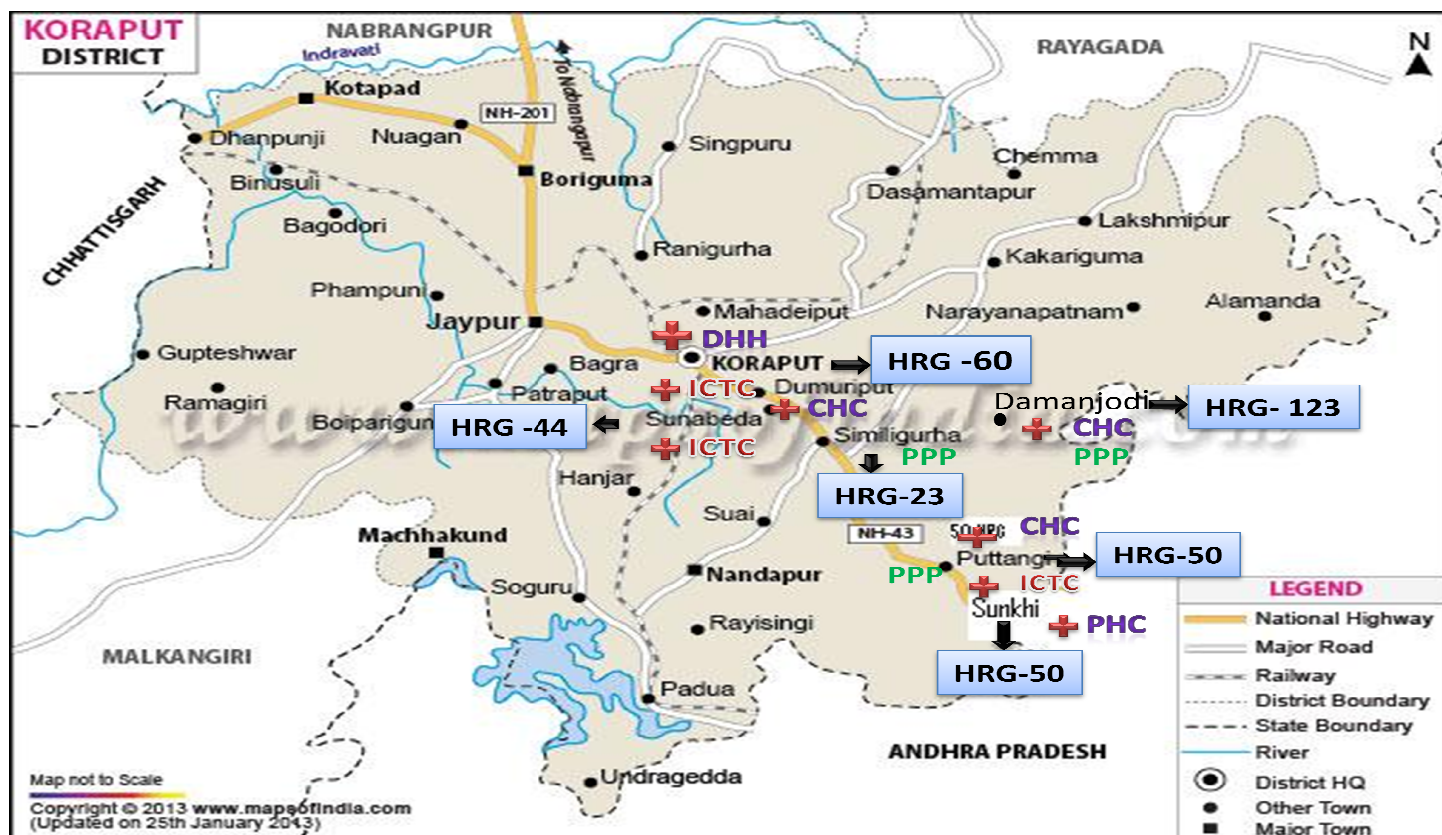 KORAPUT
DISTRICT
NABRANGPUR
Indravati
RAYAGADA
N
To Nabrangapur
Kotapad
NH-201
Dhanpunji
Nuagan
Singpuru
Chemma
Binusuli
Boriguma
Dasamantapur
CHHATTISGARH
Bagodori
Lakshmipur
Ranigurha
Kakariguma
Phampuni
Mahadeiput
Narayanapatnam
Alamanda
Jaypur
DHH
Gupteshwar
Bagra
KORAPUT
HRG -60
Ramagiri
Patraput
ICTC
Dumuriput
Damanjodi
HRG- 123
Boiparigum
HRG -44
Sunabeda
CHC
CHC
ICTC
Similigurha
PPP
PPP
Hanjar
HRG-23
Suai
NH-43
CHC
Machhakund
Puttangi
HRG-50
Nandapur
PPP
ICTC
Soguru
Sunkhi
Rayisingi
PHC
MALKANGIRI
HRG-50
Padua
ANDHRA PRADESH
Undragedda
LEGEND
National Highway
Major Road
Railway
District Boundary
State Boundary
River
District HQ
Other Town
Major Town
Map not to Scale
Copyright © 2013 www.mapsofindia.com
(Updated on 25th January 2013)